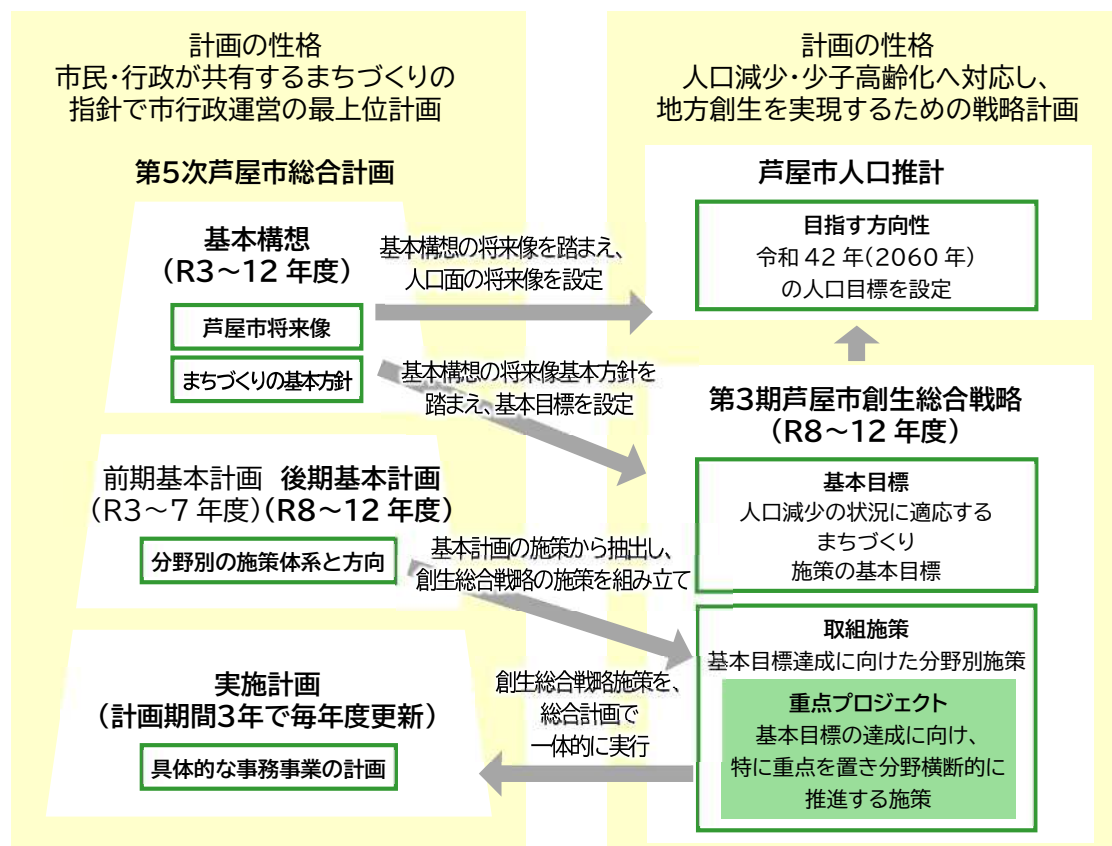 計画の性格
市民・行政が共有するまちづくりの
指針で市行政運営の最上位計画
第5次芦屋市総合計画
基本構想
（R3～12 年度）
芦屋市将来像
まちづくりの基本方針
前期基本計画 後期基本計画
（R3～7 年度）（R8～12 年度）
分野別の施策体系と方向
実施計画
（計画期間3年で毎年度更新）
具体的な事務事業の計画
基本構想の将来像を踏まえ、
人口面の将来像を設定
基本構想の将来像基本方針を
踏まえ、基本目標を設定
基本計画の施策から抽出し、
創生総合戦略の施策を組み立て
創生総合戦略施策を、
総合計画で
一体的に実行
計画の性格
人口減少・少子高齢化へ対応し、
地方創生を実現するための戦略計画
芦屋市人口推計
目指す方向性
令和 42 年（2060 年）
の人口目標を設定
第3期芦屋市創生総合戦略
（R8～12 年度）
基本目標
人口減少の状況に適応する
まちづくり
施策の基本目標
取組施策
基本目標達成に向けた分野別施策
重点プロジェクト
基本目標の達成に向け、
特に重点を置き分野横断的に
推進する施策